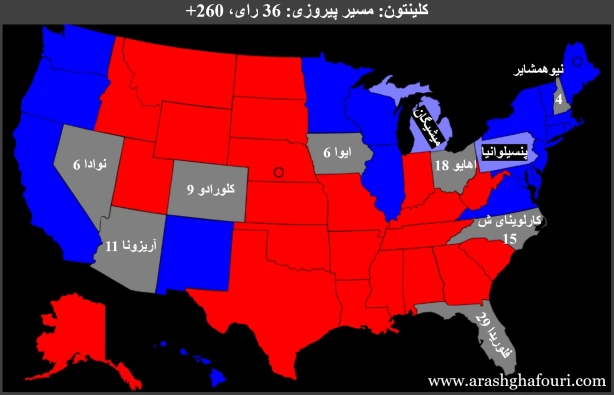 کلینتون: مسیر پیروزی: 36 رای، 260+
نیوهمشایر
4
میشیگان
پنسیلوانیا
اهایو 18
ایوا 6
نوادا 6
کلورادو 9
کارلوینای ش
15
آریزونا 11
فلوریدا 29
www.arashghafouri.com